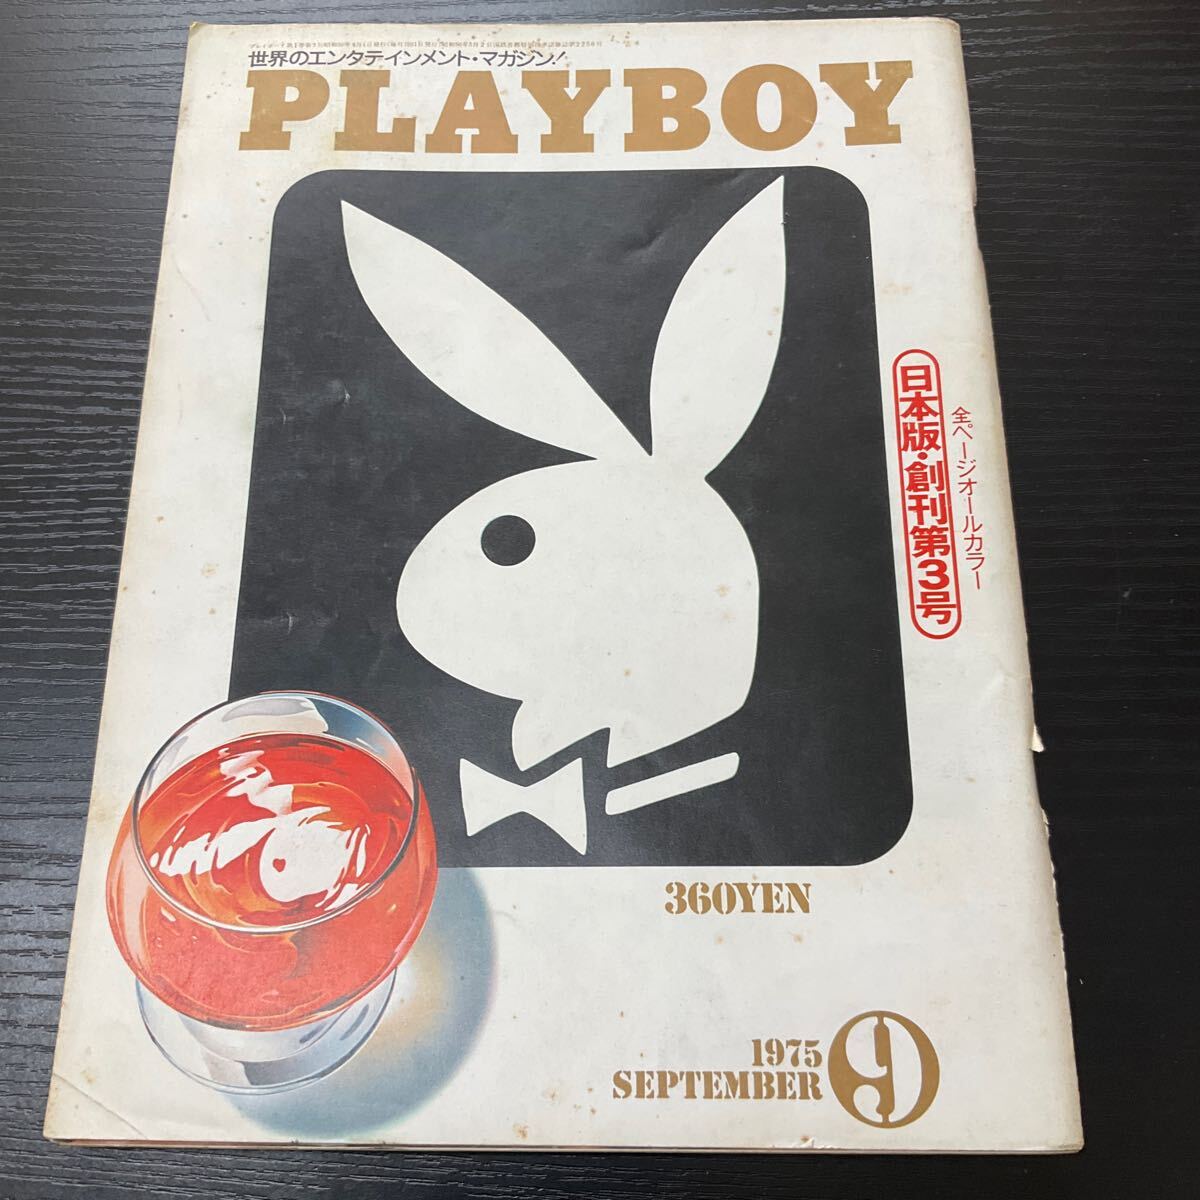 世界のエンタテインメント・マガジン!
PLAYBOY
全ページオールカラー
日本版・創刊第3号
360YEN
1975
SEPTEMBER
9